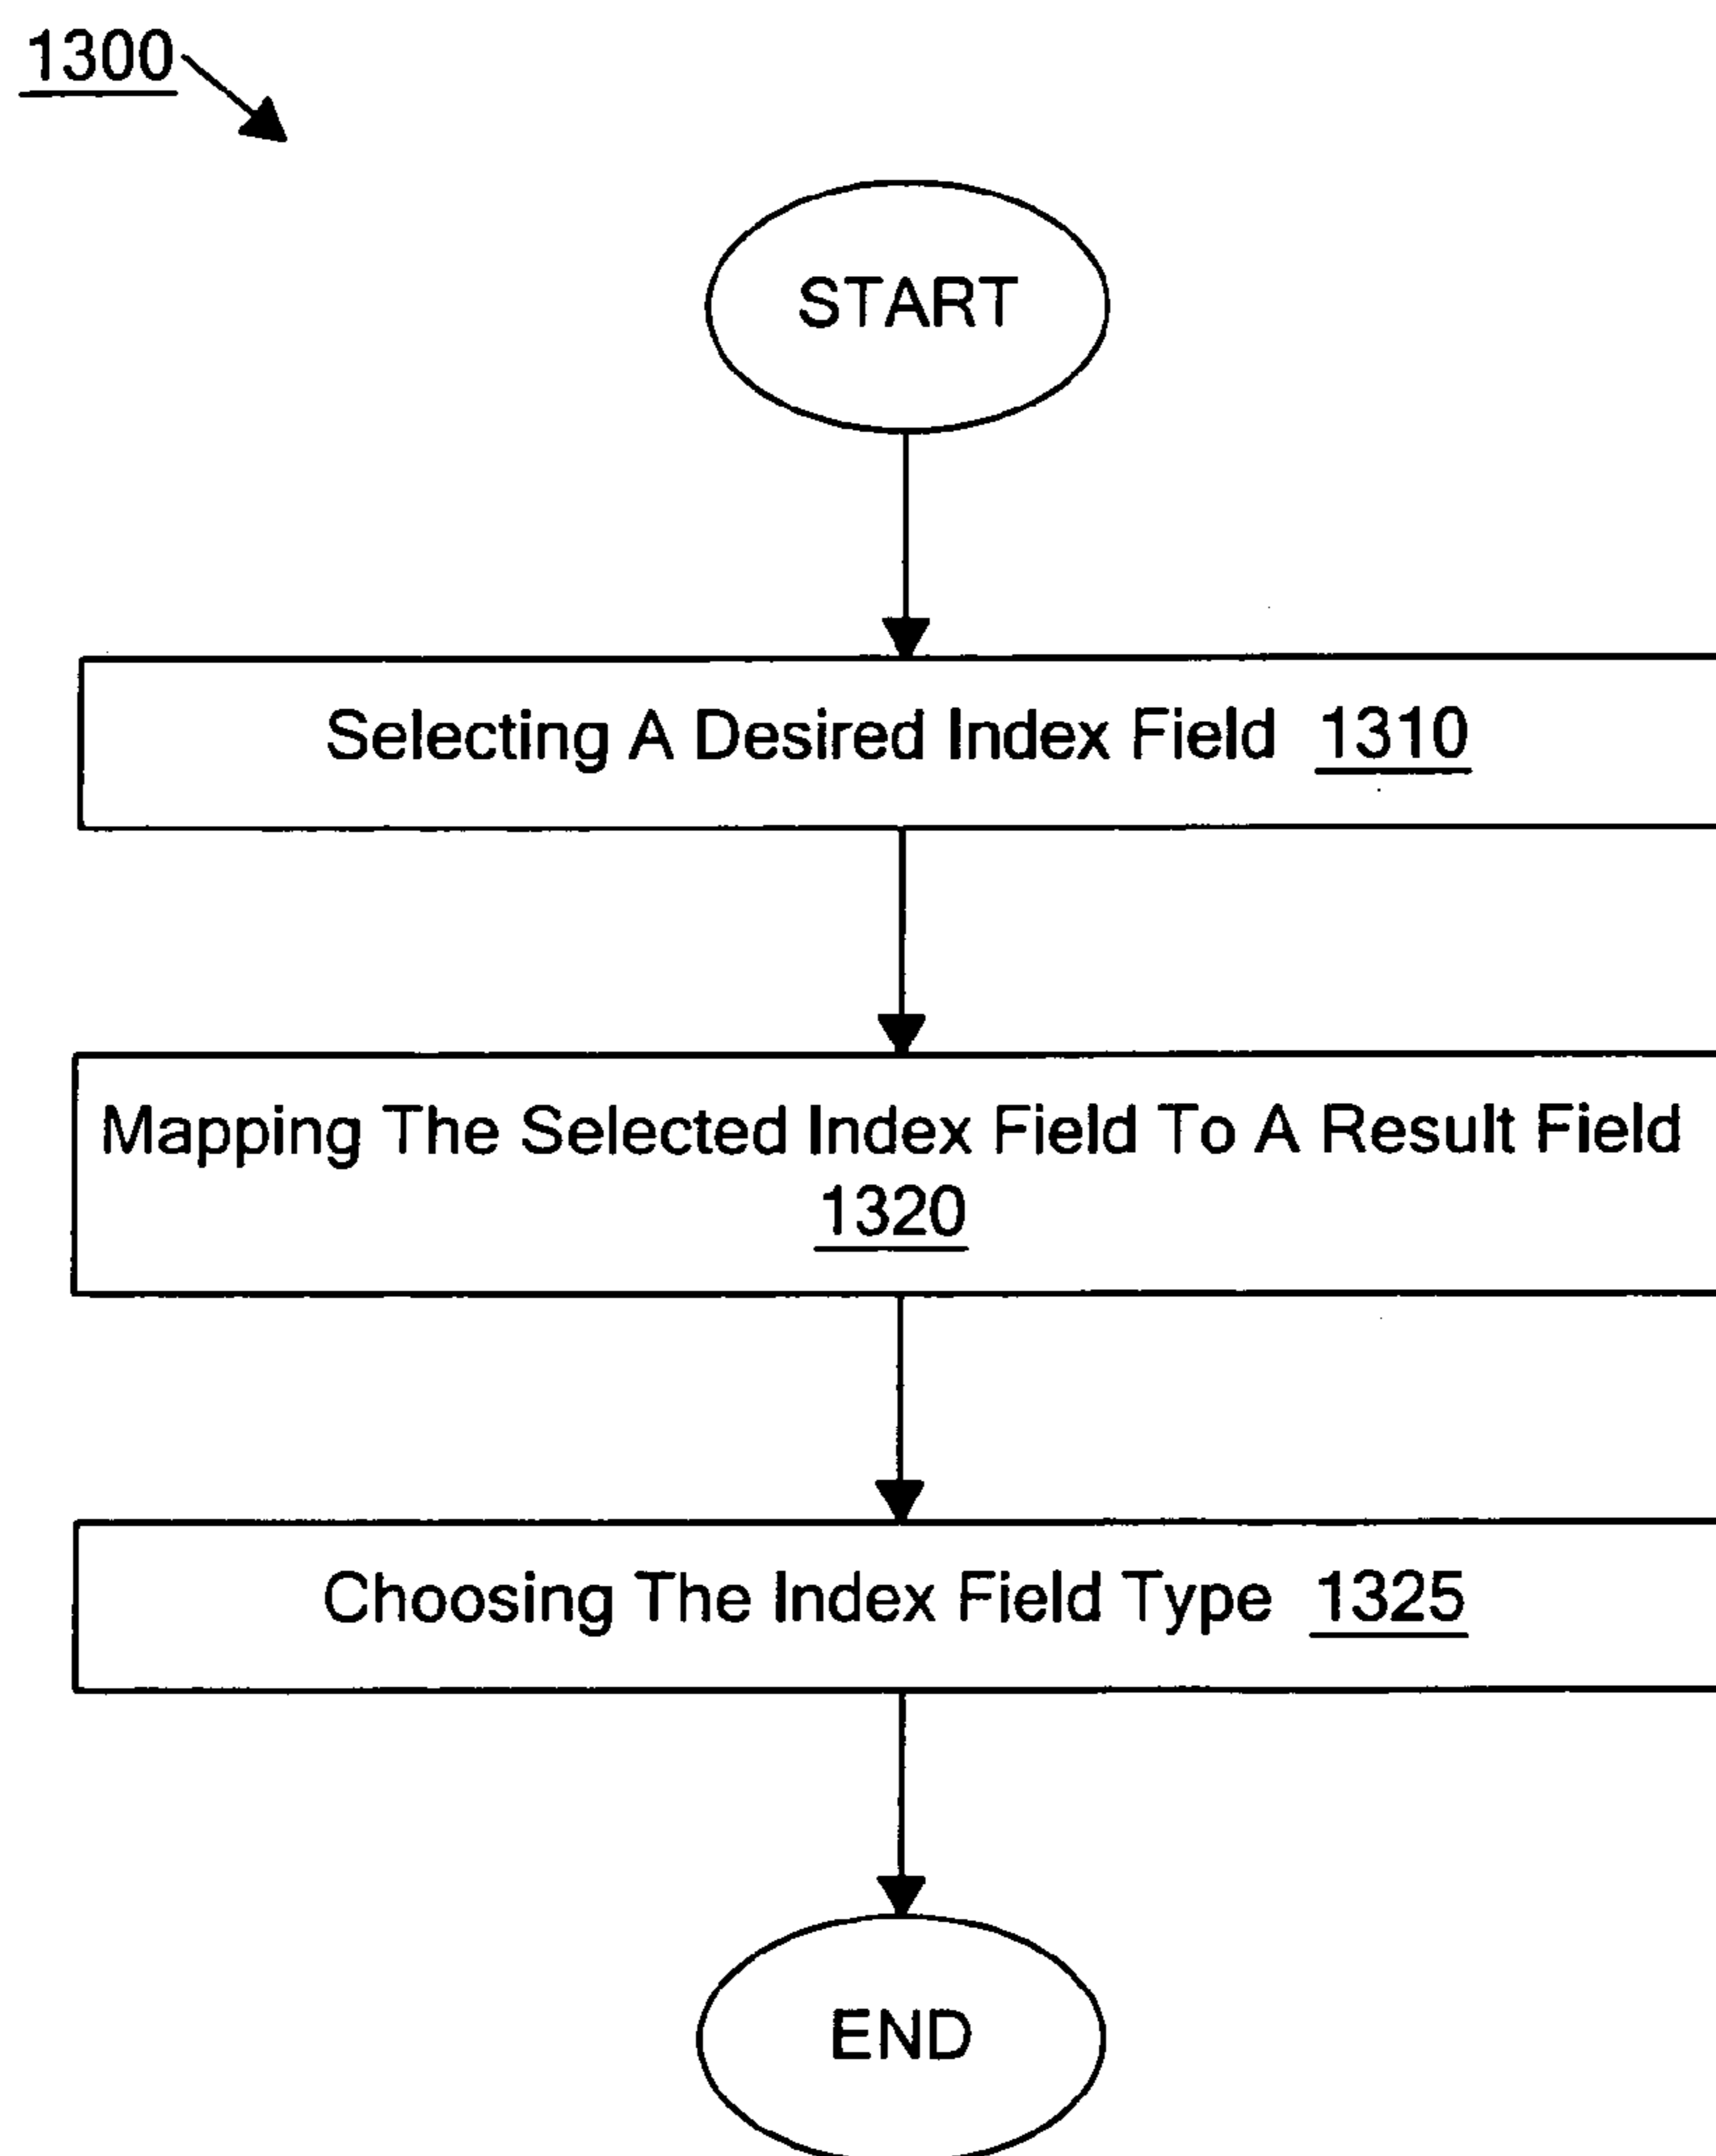 1300
START
Selecting A Desired Index Field 1310
Mapping The Selected Index Field To A Result Field
1320
Choosing The Index Field Type 1325
END